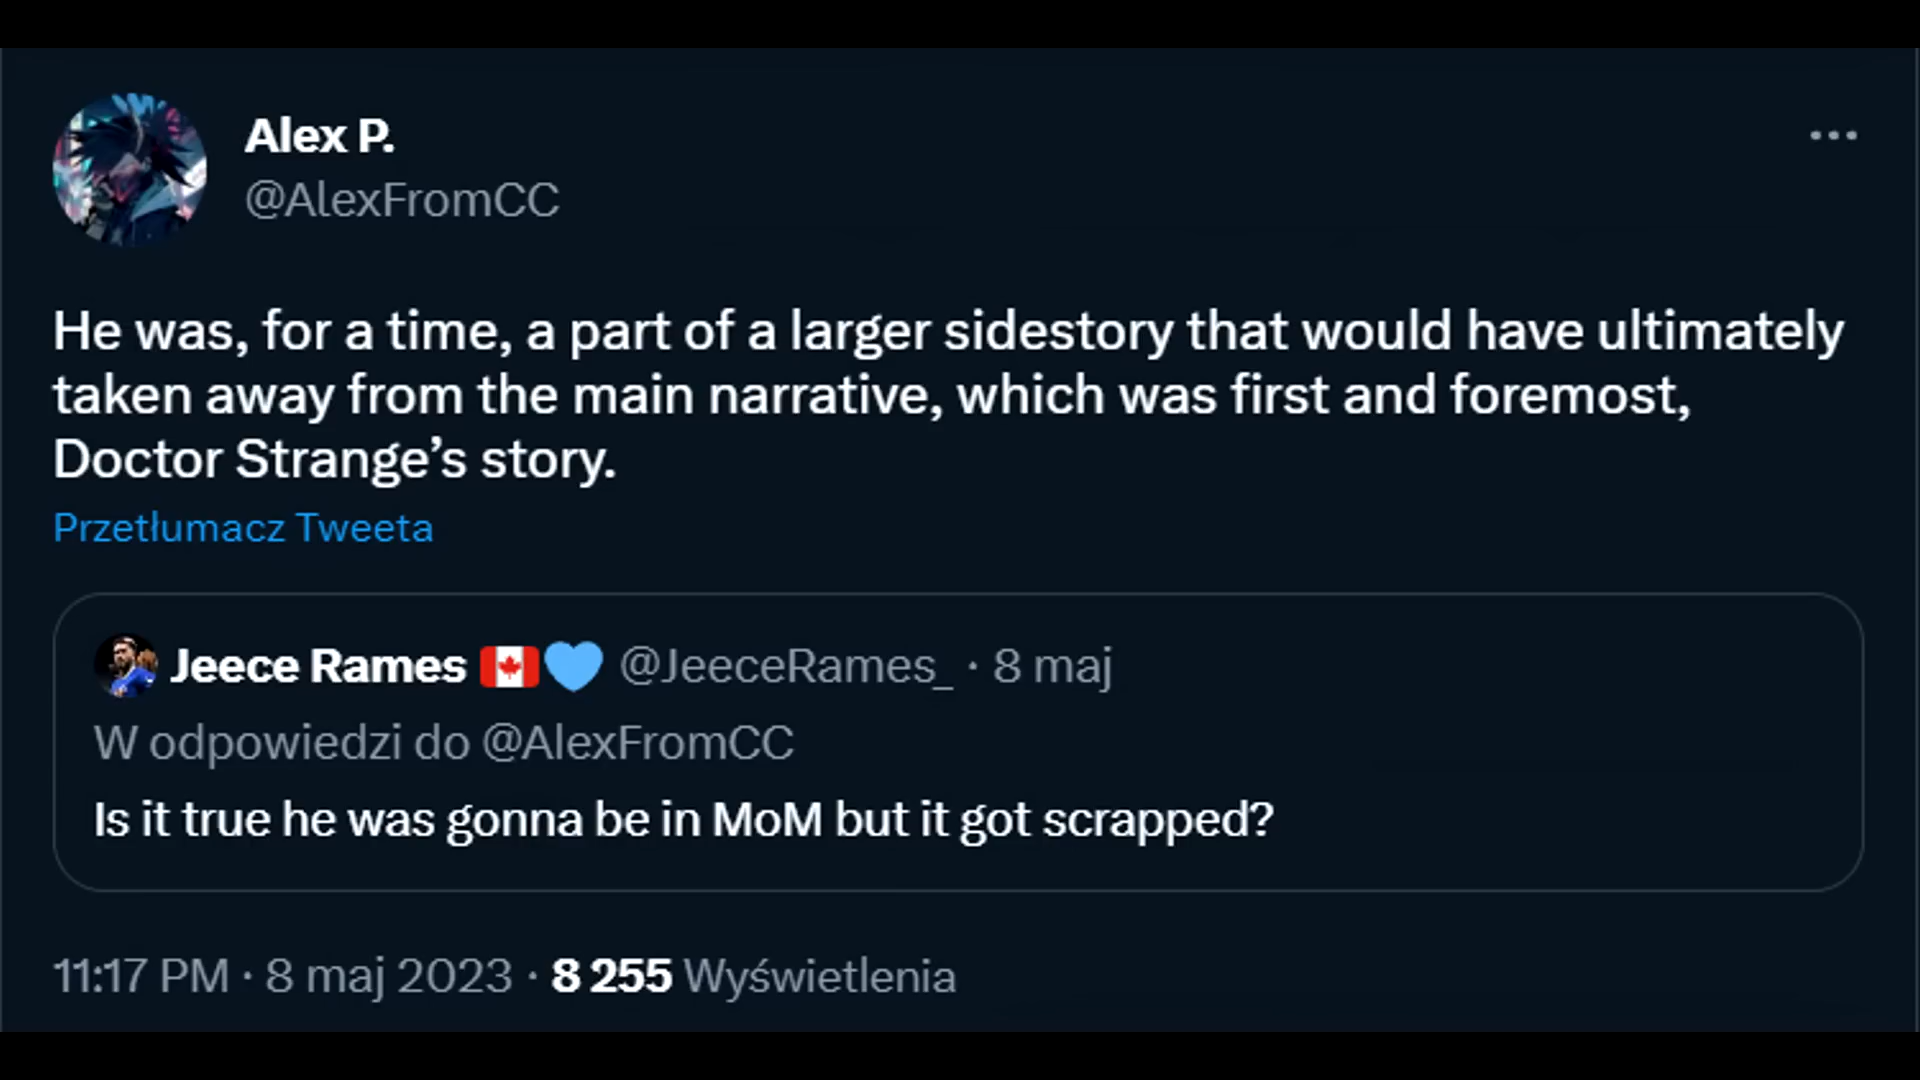 Alex P.
@AlexFromCC
He was, for a time, a part of a larger sidestory that would have ultimately
taken away from the main narrative, which was first and foremost,
Doctor Strange’s story.
Przetłumacz Tweeta
Jeece Rames 🇨🇦💙 @JeeceRames_ · 8 maj
W odpowiedzi do @AlexFromCC
Is it true he was gonna be in MoM but it got scrapped?
11:17 PM · 8 maj 2023 · 8 255 Wyświetlenia